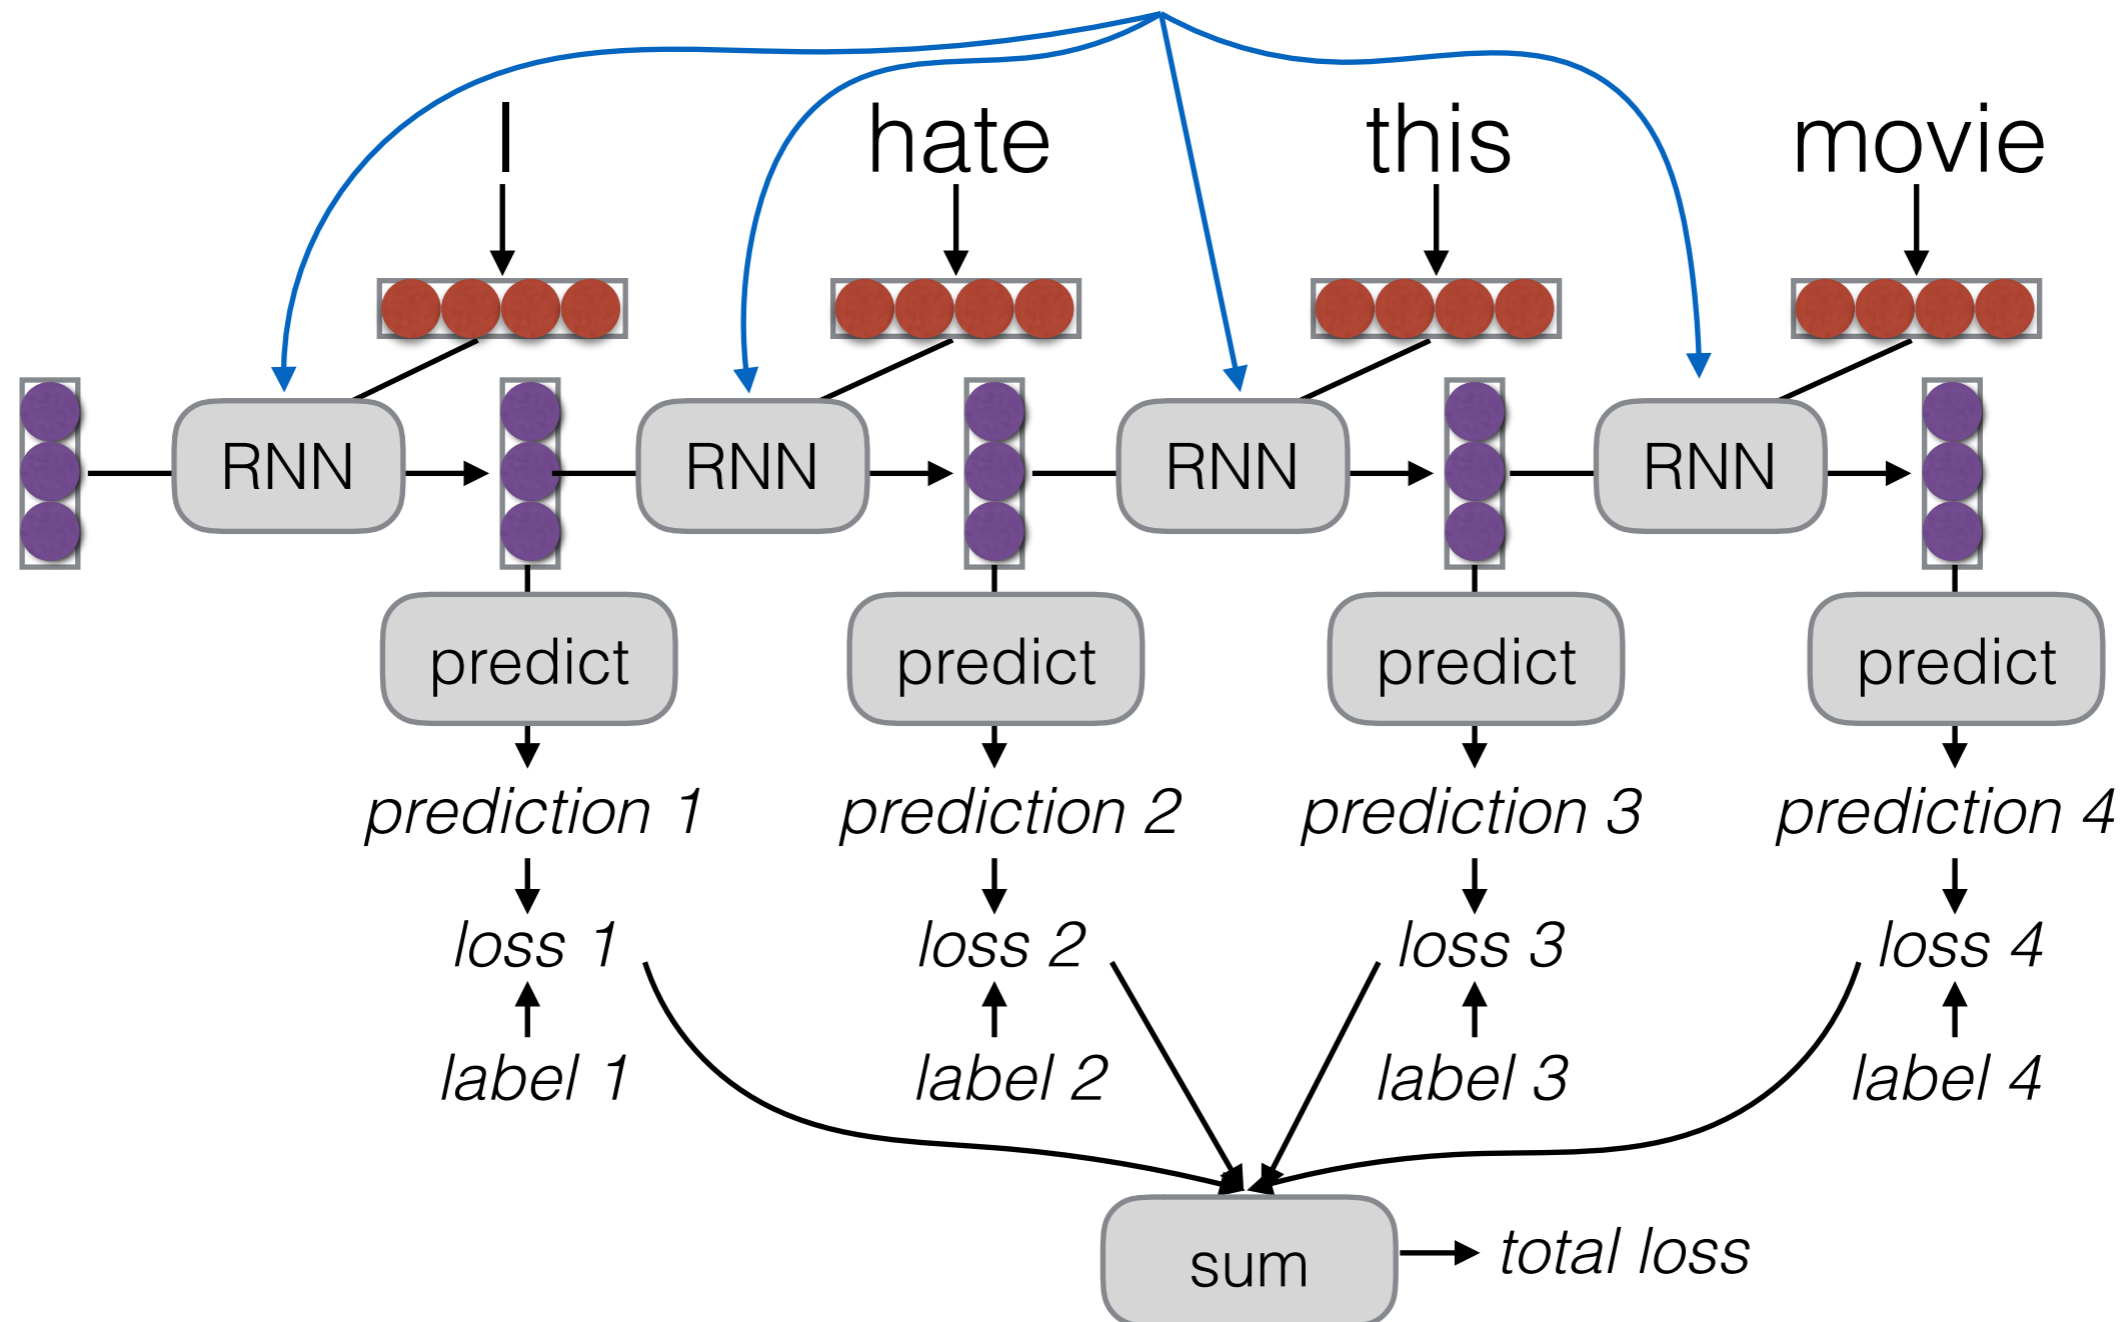 I hate this movie
RNN RNN RNN RNN
predict predict predict predict
prediction 1 prediction 2 prediction 3 prediction 4
loss 1 loss 2 loss 3 loss 4
label 1 label 2 label 3 label 4
sum total loss